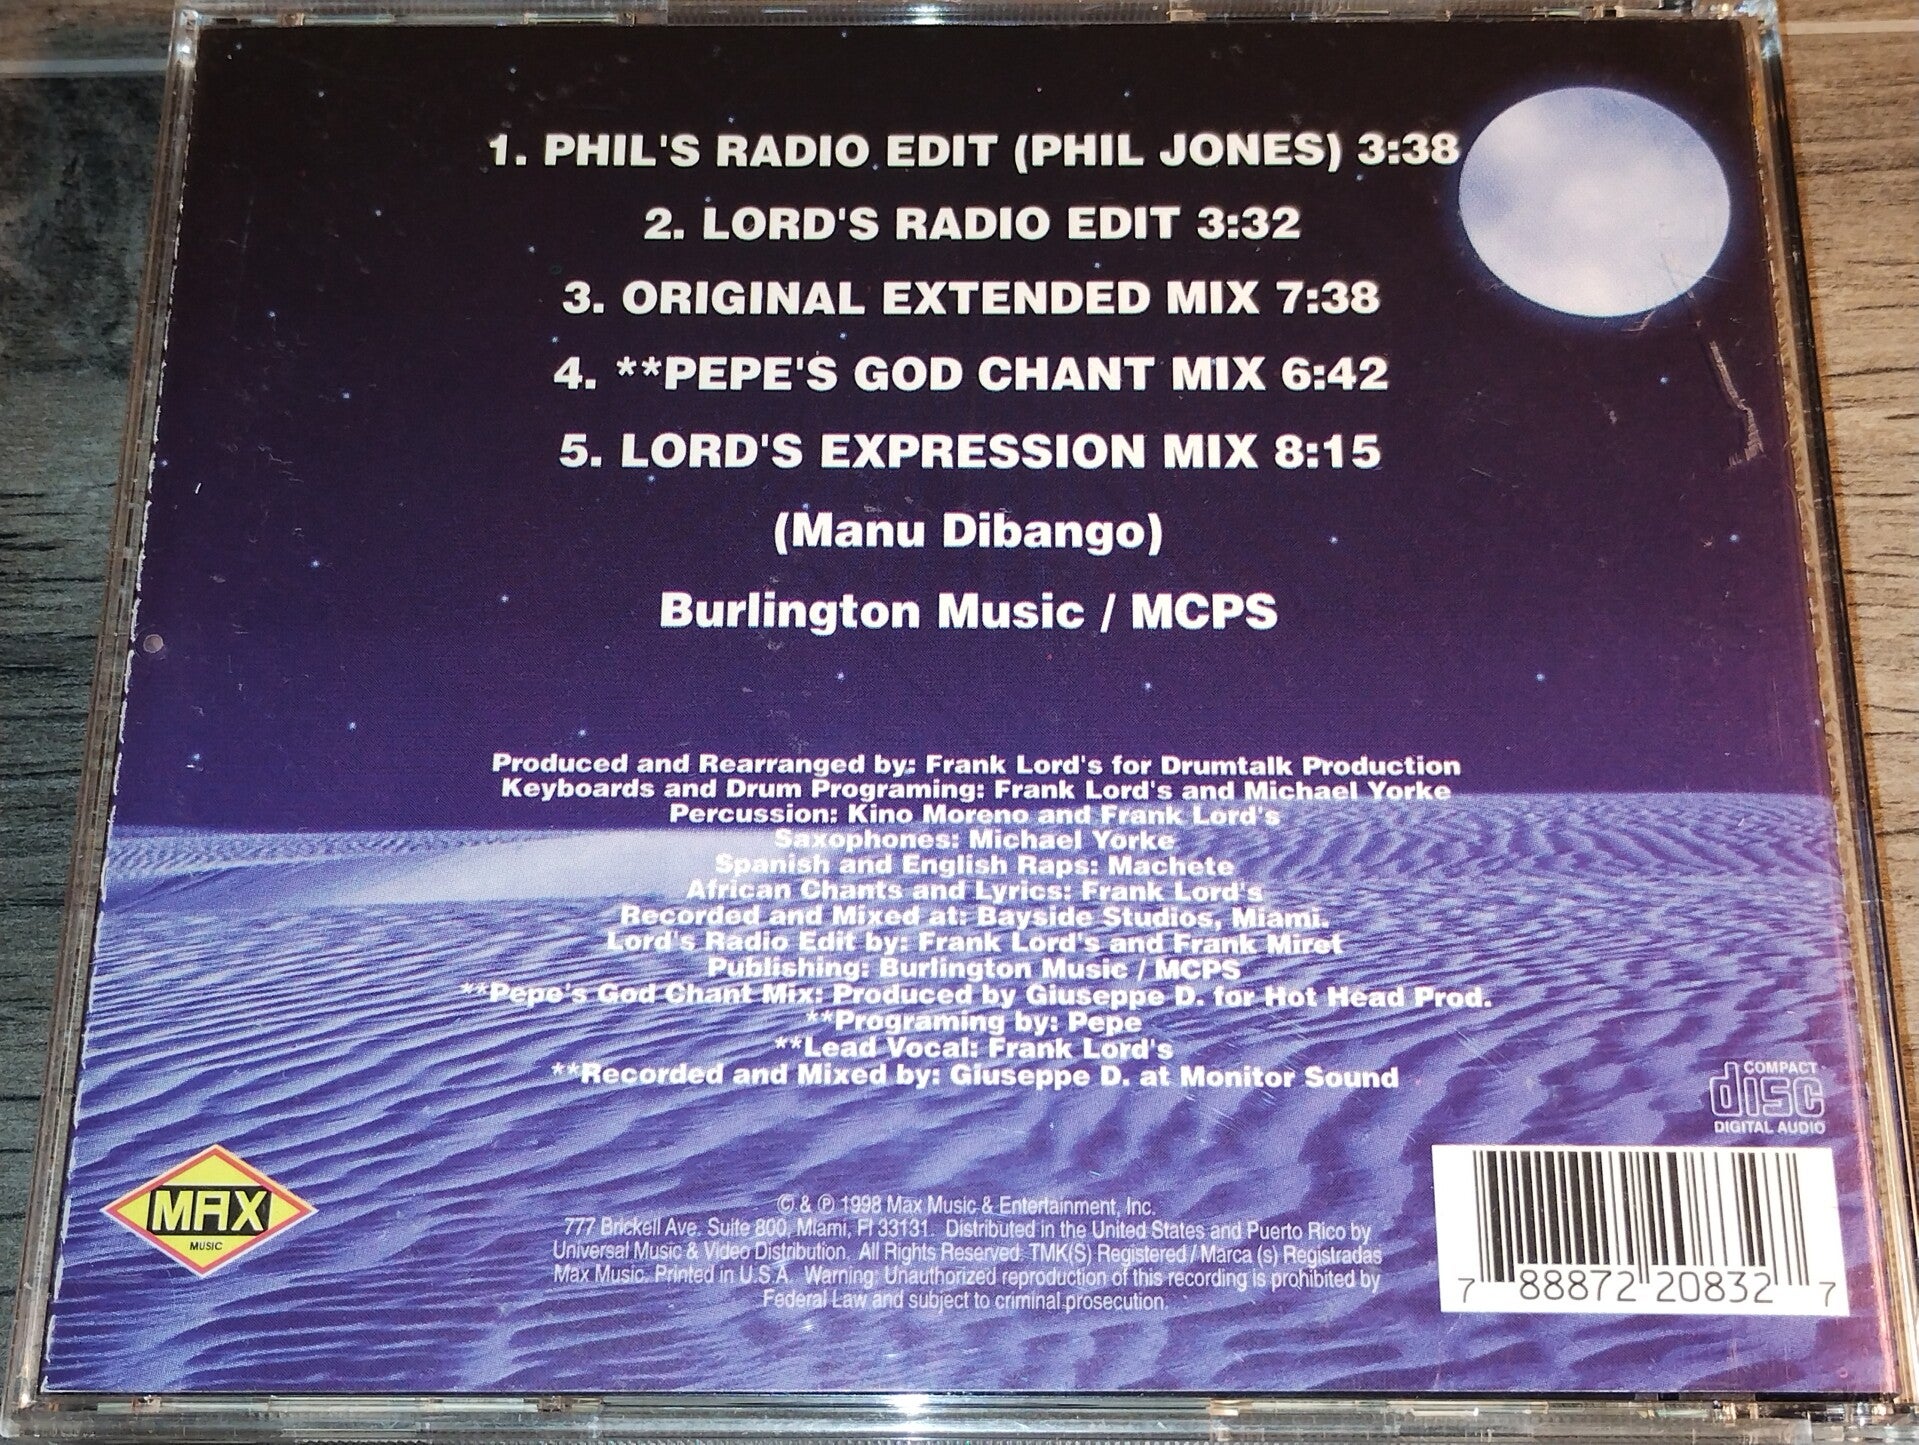 1. PHIL'S RADIO EDIT (PHIL JONES) 3:38
2. LORD'S RADIO EDIT 3:32
3. ORIGINAL EXTENDED MIX 7:38
4. **PEPE'S GOD CHANT MIX 6:42
5. LORD'S EXPRESSION MIX 8:15
(Manu Dibango)
Burlington Music / MCPS
Produced and Rearranged by: Frank Lord's for Drumtalk Production
Keyboards and Drum Programing: Frank Lord's and Michael Yorke
Percussion: Kino Moreno and Frank Lord's
Saxophones: Michael Yorke
Spanish and English Raps: Machete
African Chants and Lyrics: Frank Lord's
Recorded and Mixed at: Bayside Studios, Miami.
Lord's Radio Edit by: Frank Lord's and Frank Miret
Publishing: Burlington Music / MCPS
**Pepe's God Chant Mix: Produced by Giuseppe D. for Hot Head Prod.
**Programing by: Pepe
**Lead Vocal: Frank Lord's
**Recorded and Mixed by: Giuseppe D. at Monitor Sound
COMPACT
disc
DIGITAL AUDIO
MAX
MUSIC
© & ℗ 1998 Max Music & Entertainment, Inc.
777 Brickell Ave. Suite 800, Miami, Fl 33131. Distributed in the United States and Puerto Rico by
Universal Music & Video Distribution. All Rights Reserved. TMK(S) Registered / Marca (s) Registradas
Max Music. Printed in U.S.A. Warning: Unauthorized reproduction of this recording is prohibited by
Federal Law and subject to criminal prosecution.
7 88872 20832 7